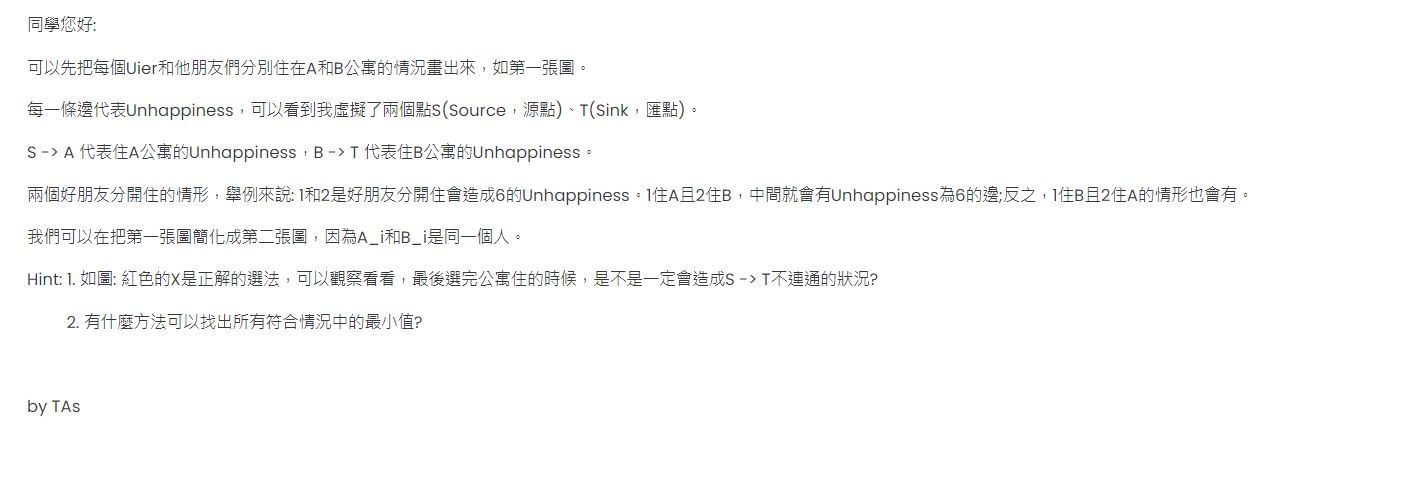 同學您好:
可以先把每個Uier和他朋友們分別住在A和B公寓的情況畫出來，如第一張圖。
每一條邊代表Unhappiness，可以看到我虛擬了兩個點S(Source，源點)、T(Sink，匯點)。
S -> A 代表住A公寓的Unhappiness，B -> T 代表住B公寓的Unhappiness。
兩個好朋友分開住的情形，舉例來說: 1和2是好朋友分開住會造成6的Unhappiness。1住A且2住B，中間就會有Unhappiness為6的邊;反之，1住B且2住A的情形也會有。
我們可以在把第一張圖簡化成第二張圖，因為A_i和B_i是同一個人。
Hint: 1. 如圖: 紅色的X是正解的選法，可以觀察看看，最後選完公寓住的時候，是不是一定會造成S -> T不連通的狀況?
2. 有什麼方法可以找出所有符合情況中的最小值?
by TAs